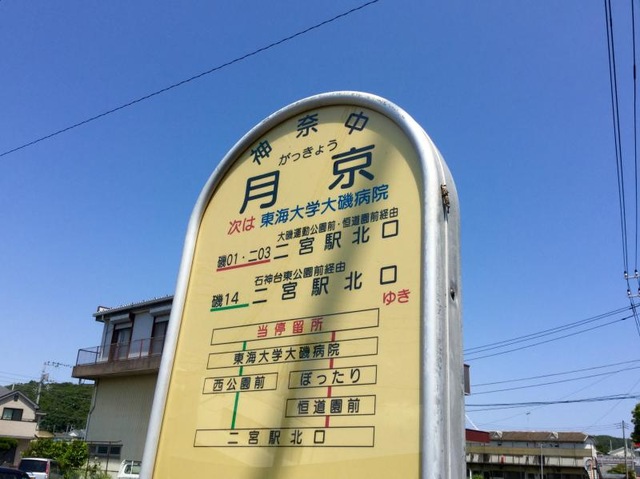 神奈中
がっきょう
月京
次は 東海大学大磯病院
大磯運動公園前・恒道園前経由
磯01・二03 二宮駅北口
石神台東公園前経由
磯14 二宮駅北口
ゆき
当停留所
東海大学大磯病院
西公園前 ぽったり
恒道園前
二宮駅北口